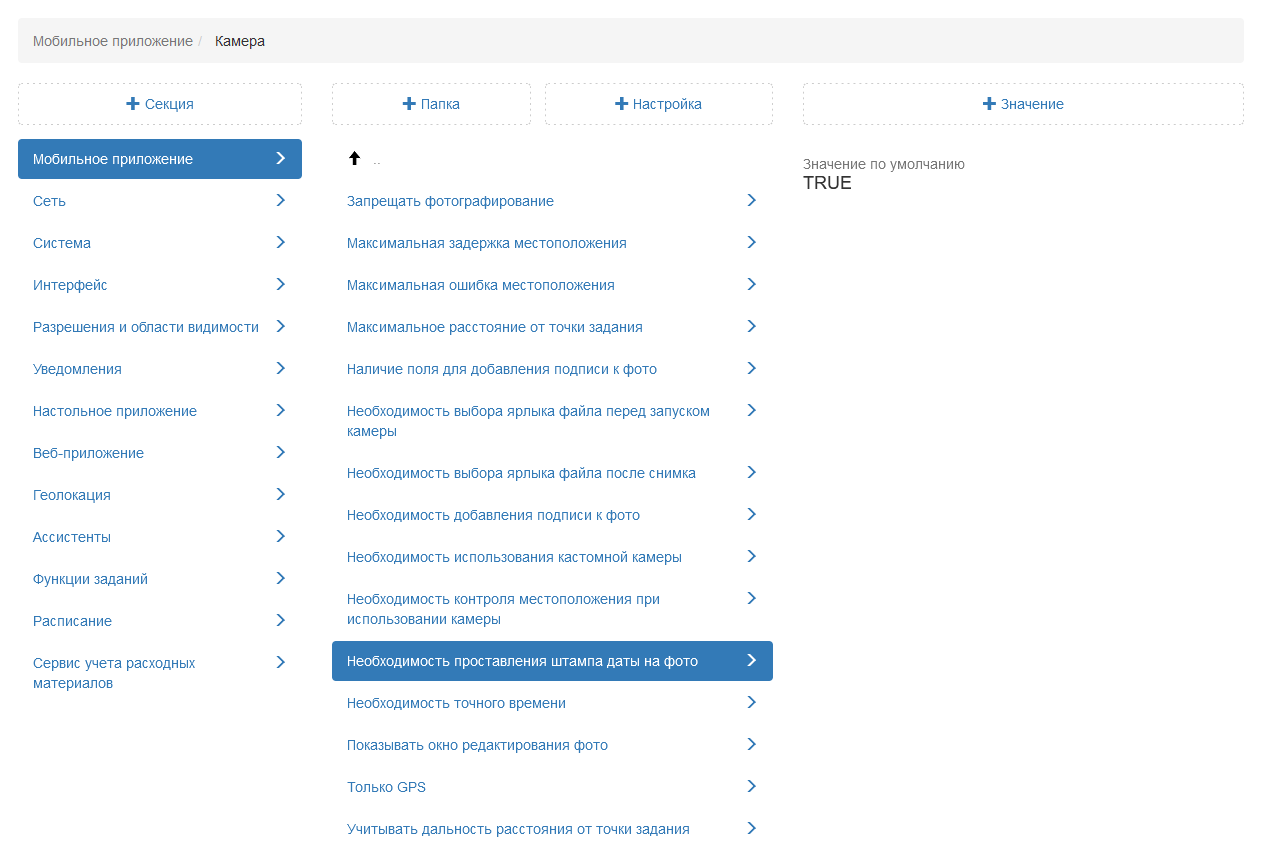 Мобильное приложение / Камера
Секция
Папка
Настройка
Значение
Мобильное приложение
Сеть
Система
Интерфейс
Разрешения и области видимости
Уведомления
Настольное приложение
Веб-приложение
Геолокация
Ассистенты
Функции заданий
Расписание
Сервис учета расходных
материалов
..
Запрещать фотографирование
Максимальная задержка местоположения
Максимальная ошибка местоположения
Максимальное расстояние от точки задания
Наличие поля для добавления подписи к фото
Необходимость выбора ярлыка файла перед запуском
камеры
Необходимость выбора ярлыка файла после снимка
Необходимость добавления подписи к фото
Необходимость использования кастомной камеры
Необходимость контроля местоположения при
использовании камеры
Необходимость проставления штампа даты на фото
Необходимость точного времени
Показывать окно редактирования фото
Только GPS
Учитывать дальность расстояния от точки задания
Значение по умолчанию
TRUE